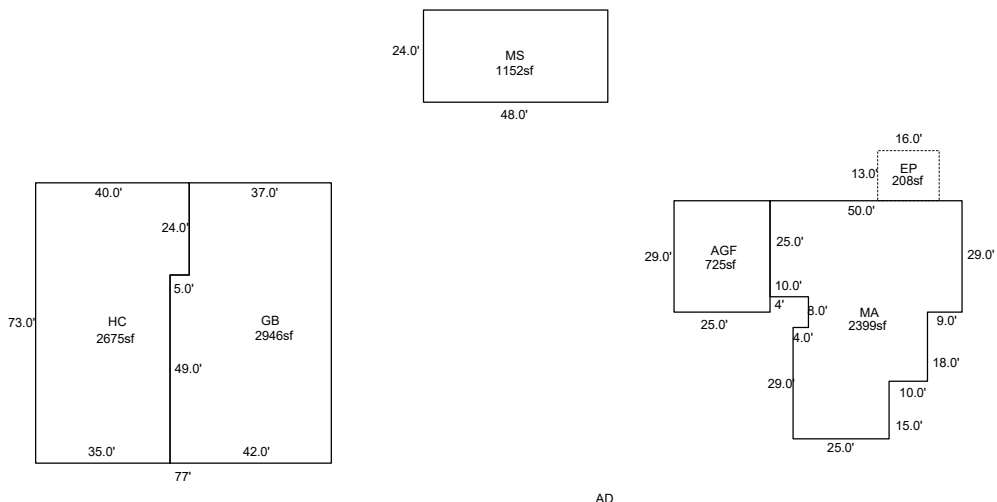 24.0'
MS
1152sf
48.0'
40.0'
37.0'
24.0'
5.0'
73.0'
HC
2675sf
GB
2946sf
49.0'
35.0'
42.0'
77'
16.0'
13.0'
EP
208sf
50.0'
29.0'
AGF
725sf
25.0'
29.0'
10.0'
4'
8.0'
25.0'
MA
2399sf
9.0'
4.0'
18.0'
29.0'
10.0'
15.0'
25.0'
AD